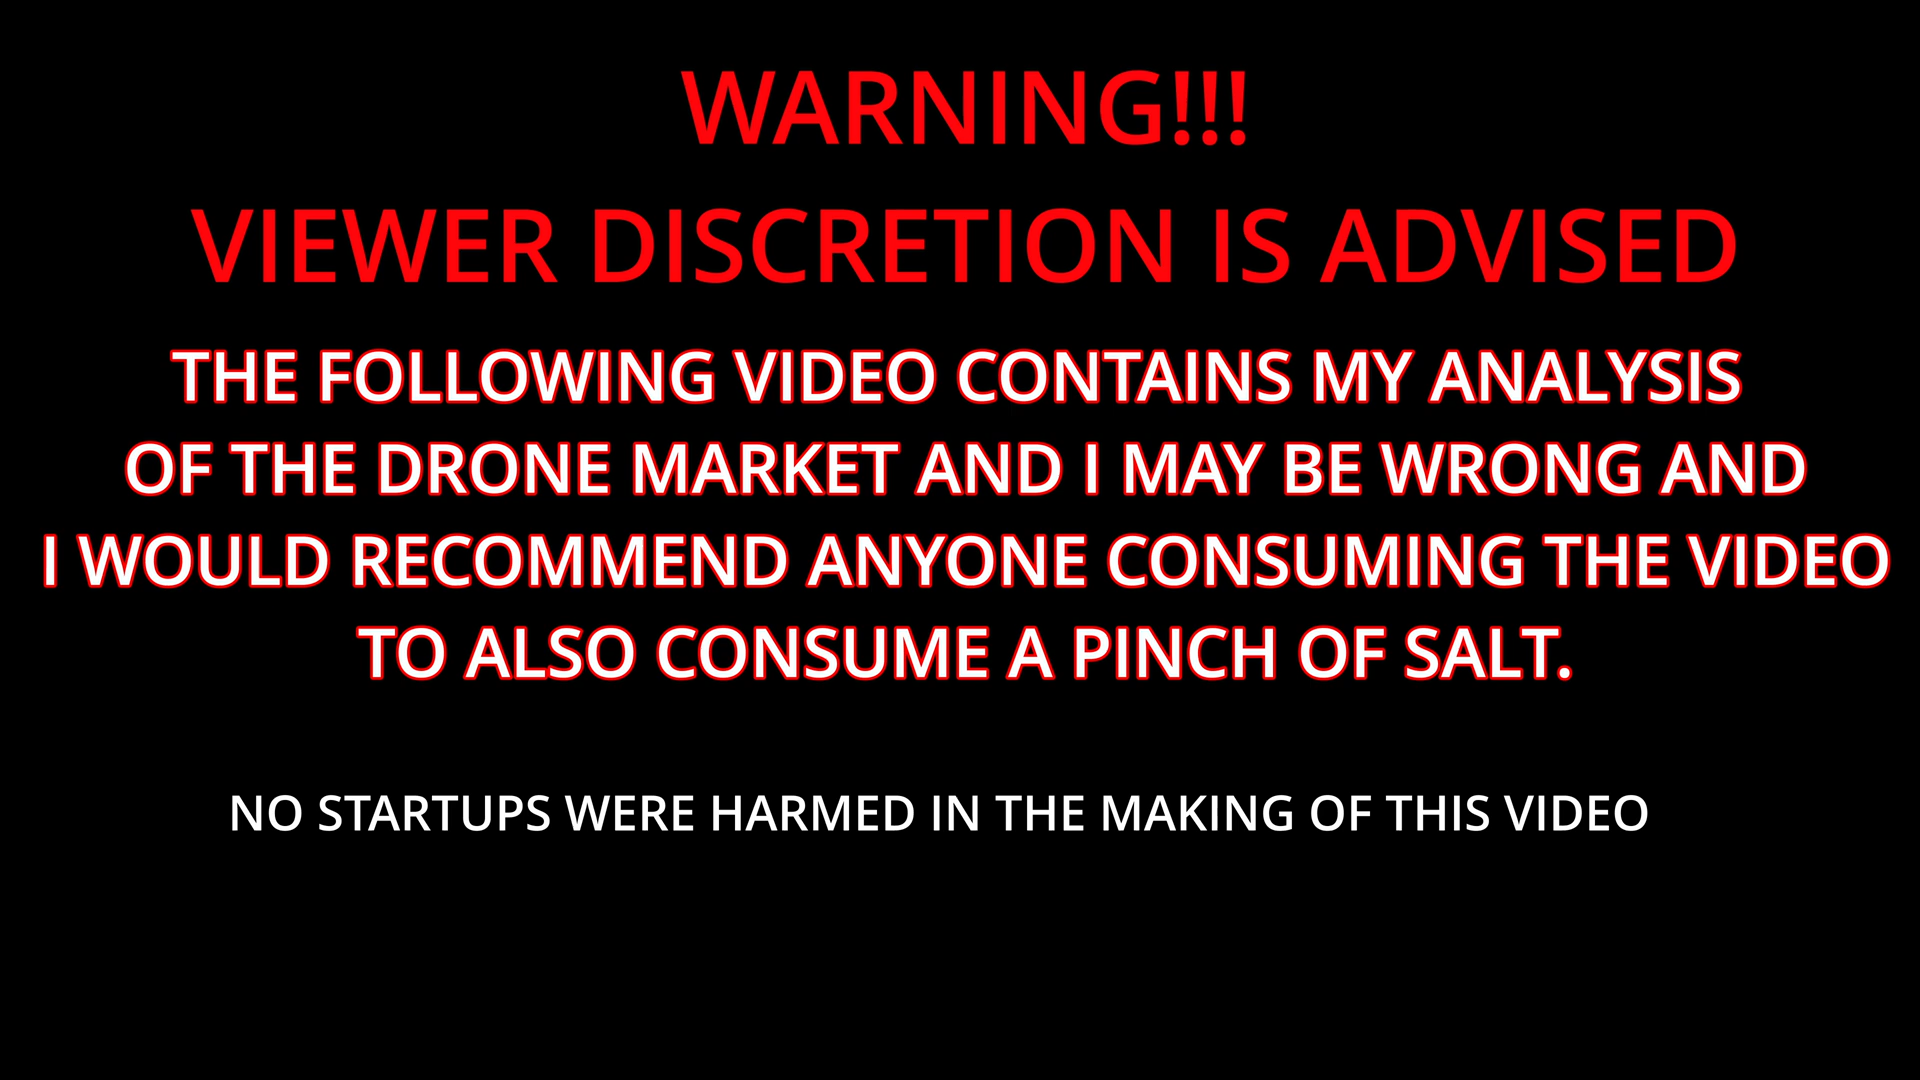 WARNING!!!
VIEWER DISCRETION IS ADVISED
THE FOLLOWING VIDEO CONTAINS MY ANALYSIS
OF THE DRONE MARKET AND I MAY BE WRONG AND
I WOULD RECOMMEND ANYONE CONSUMING THE VIDEO
TO ALSO CONSUME A PINCH OF SALT.
NO STARTUPS WERE HARMED IN THE MAKING OF THIS VIDEO